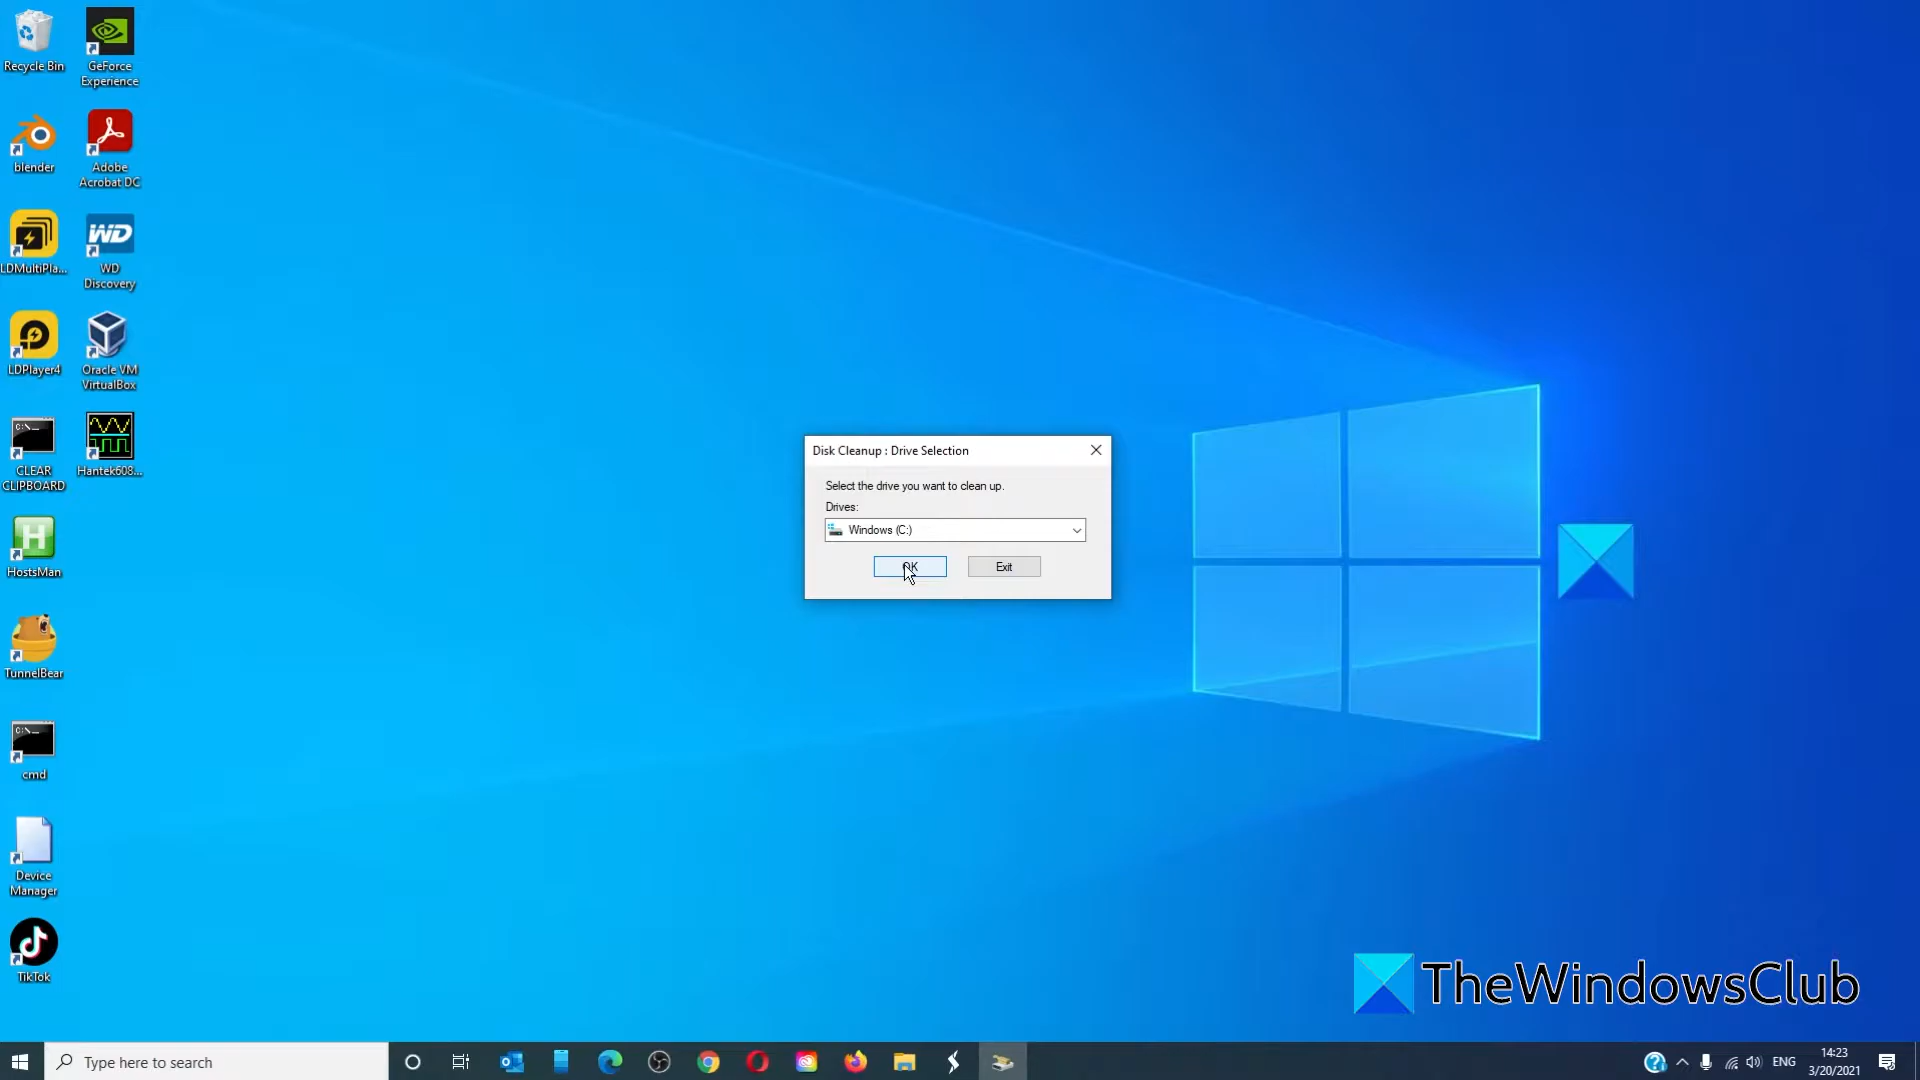 Recycle Bin
GeForce
Experience
blender
Adobe
Acrobat DC
LDMultiPla...
WD
WD
Discovery
LDPlayer4
Oracle VM
VirtualBox
C:\_
CLEAR
CLIPBOARD
Hantek608...
H
HostsMan
TunnelBear
C:\_
cmd
Device
Manager
TikTok
Disk Cleanup : Drive Selection
Select the drive you want to clean up.
Drives:
Windows (C:)
OK
Exit
TheWindowsClub
Type here to search
ENG
14:23
3/20/2021